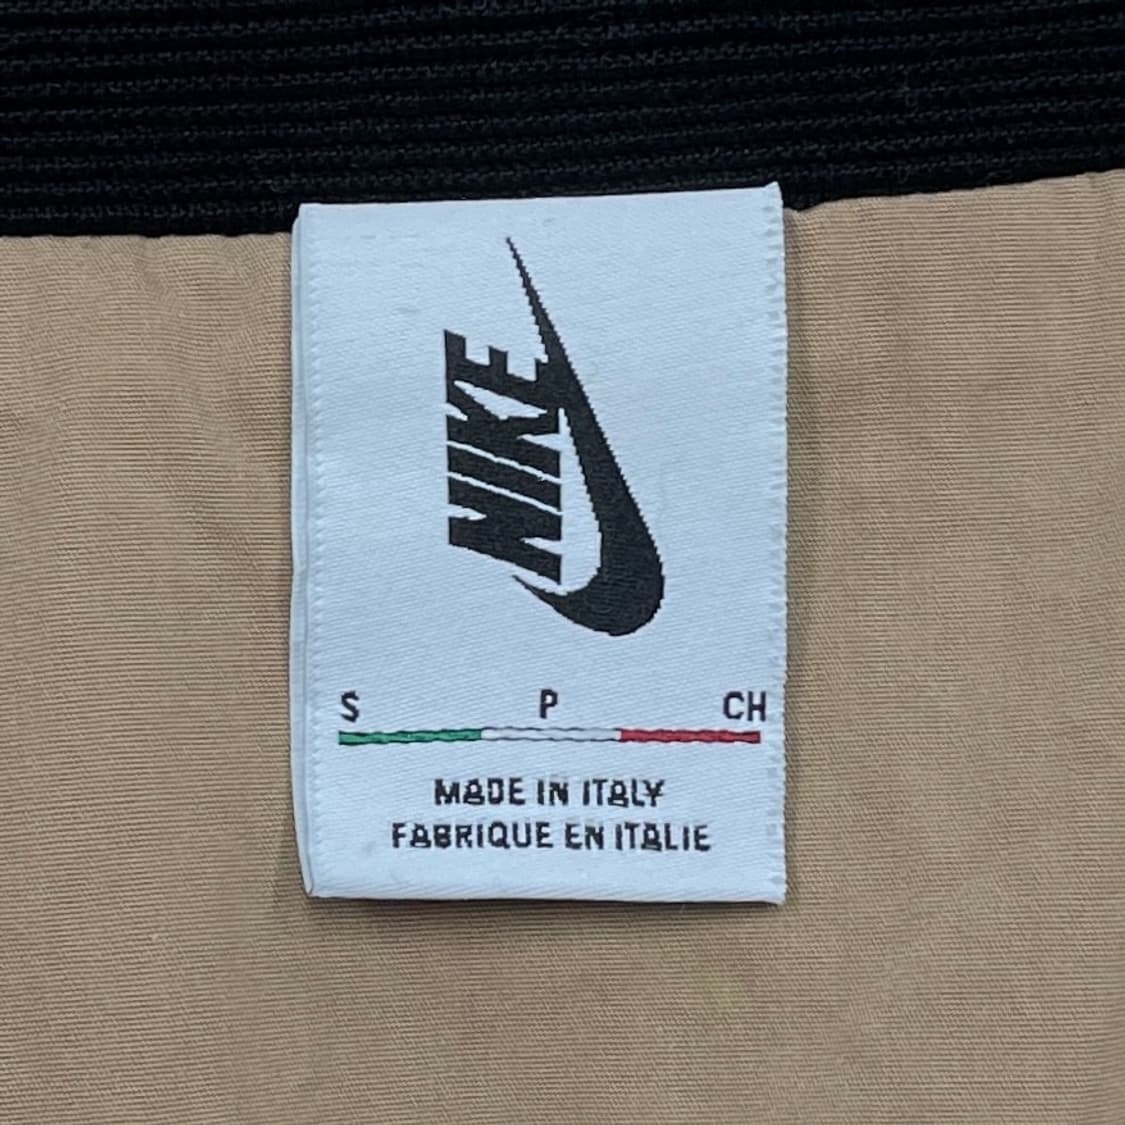 NIKE
S P CH
MADE IN ITALY
FABRIQUE EN ITALIE